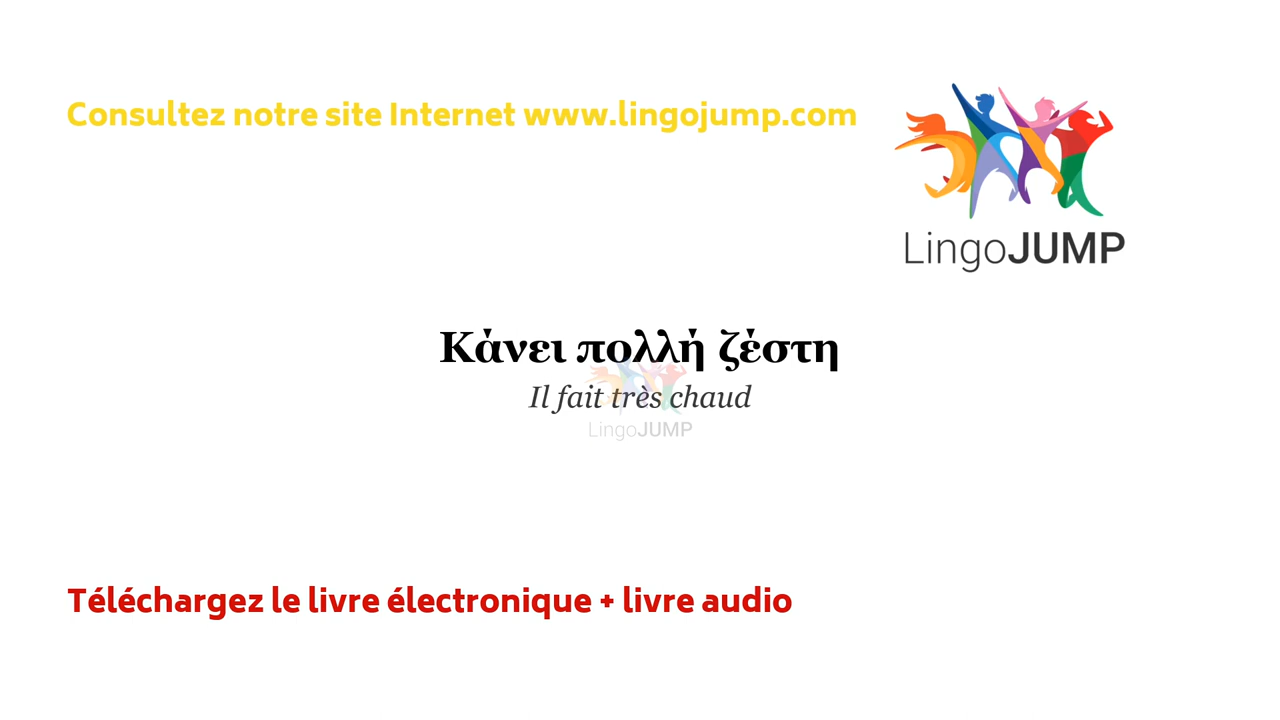 Consultez notre site Internet www.lingojump.com
LingoJUMP
Κάνει πολλή ζέστη
Il fait très chaud
LingoJUMP
Téléchargez le livre électronique + livre audio